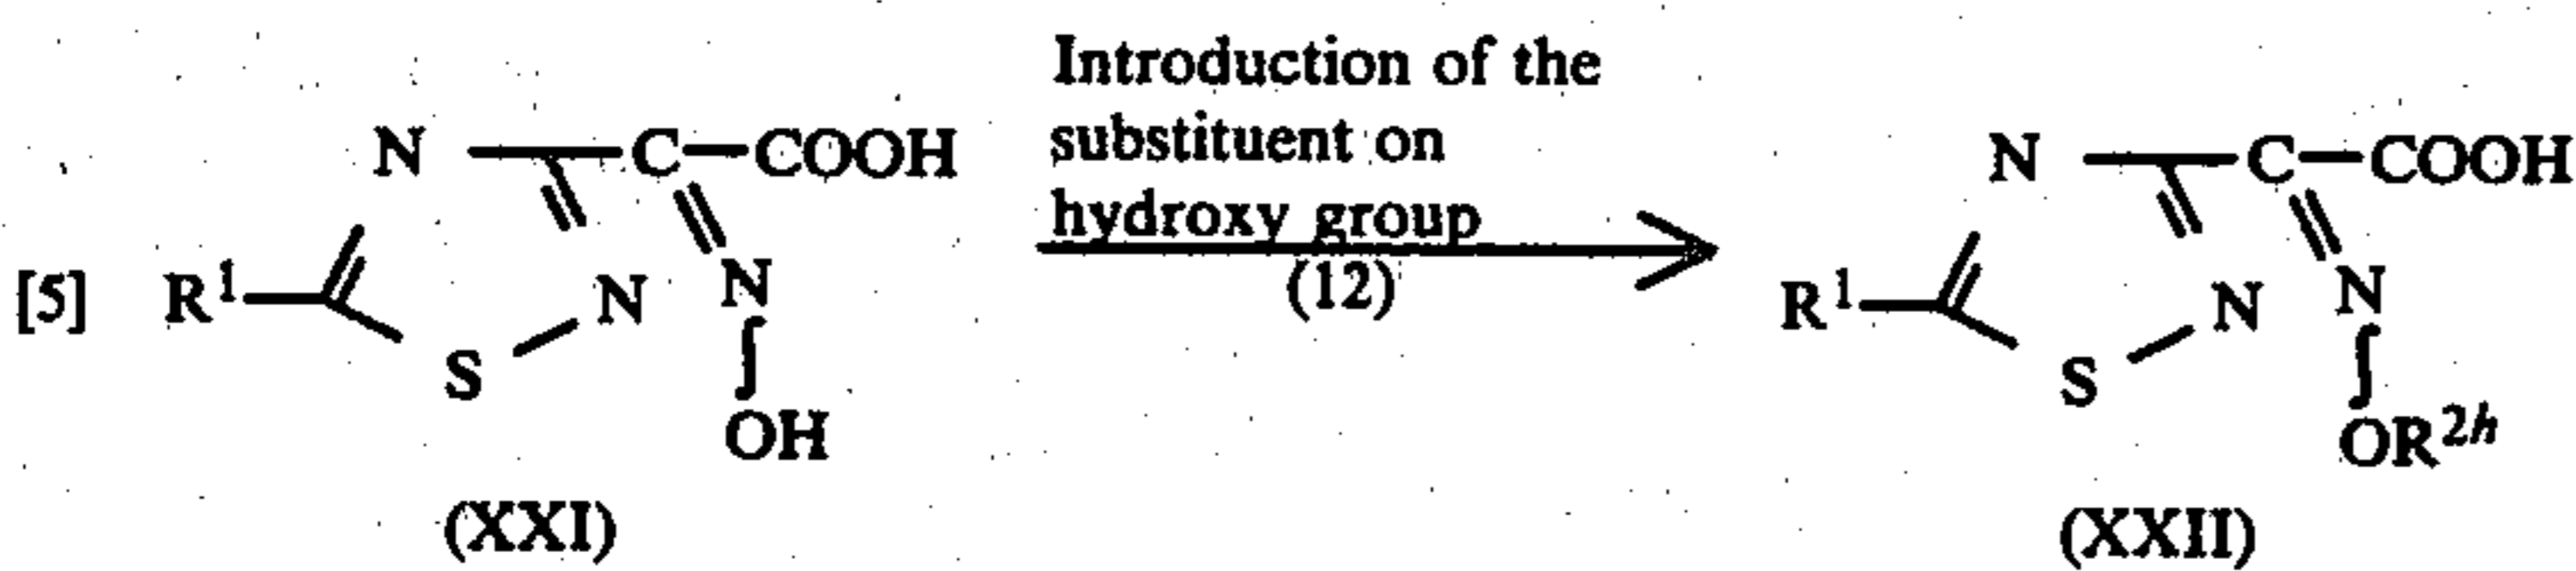 Introduction of the
substituent on
hydroxy group
(12)
[5] R¹ N C—COOH N N S OH
(XXI)
R¹ N C—COOH N N S OR²ʰ
(XXII)